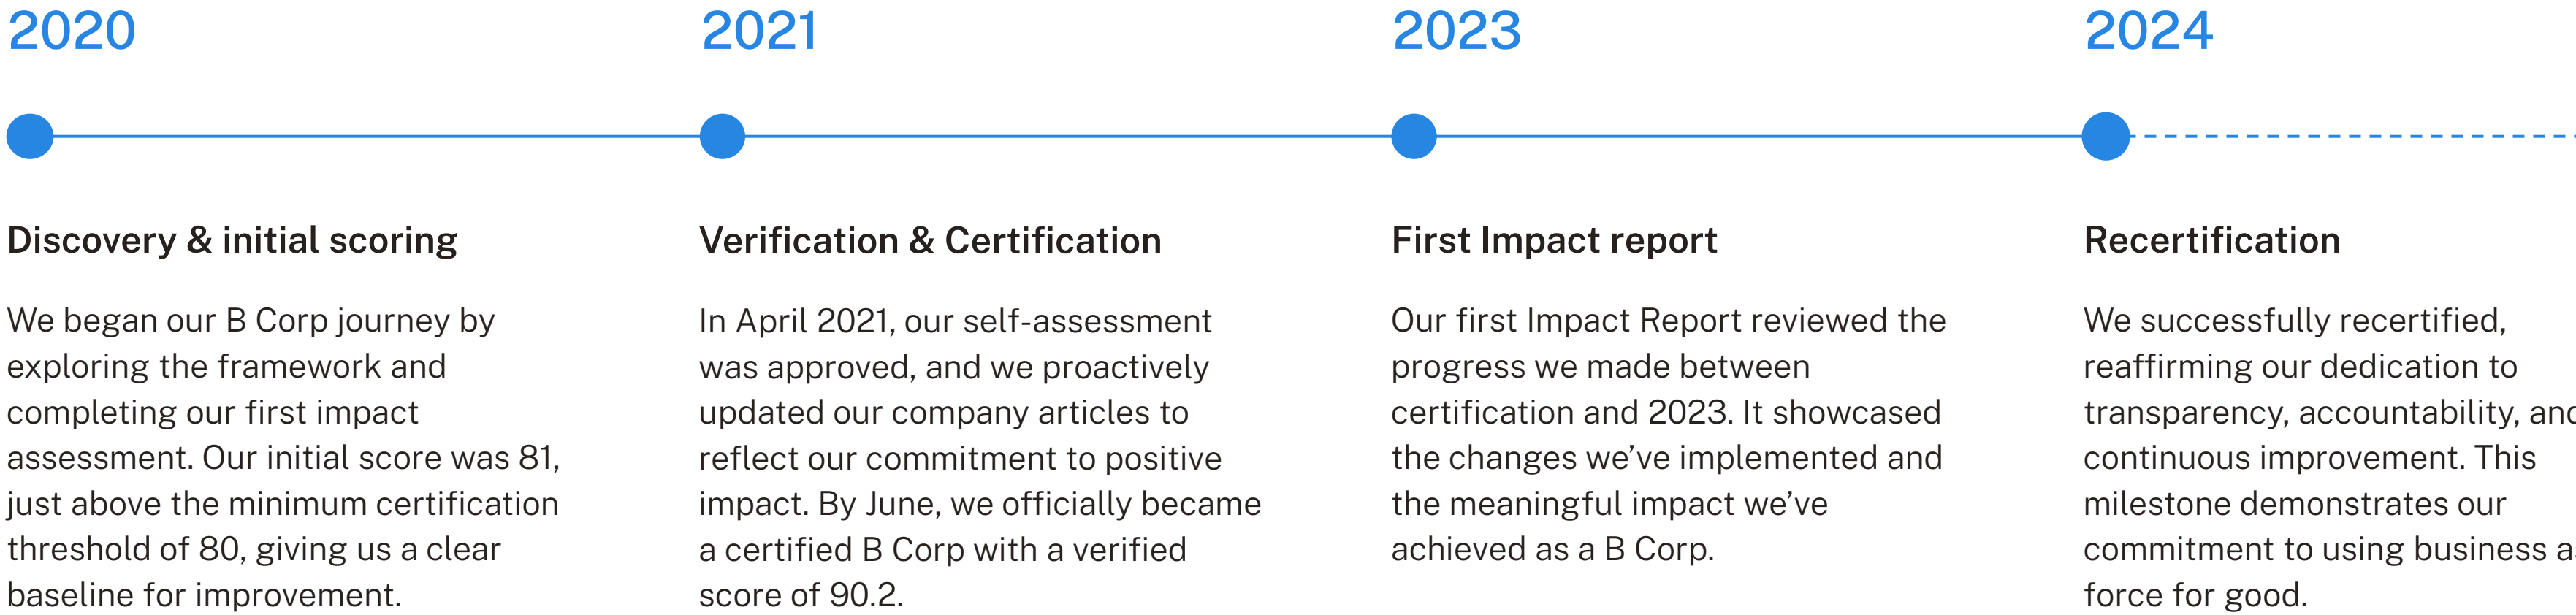 2020
Discovery & initial scoring
We began our B Corp journey by
exploring the framework and
completing our first impact
assessment. Our initial score was 81,
just above the minimum certification
threshold of 80, giving us a clear
baseline for improvement.
2021
Verification & Certification
In April 2021, our self-assessment
was approved, and we proactively
updated our company articles to
reflect our commitment to positive
impact. By June, we officially became
a certified B Corp with a verified
score of 90.2.
2023
First Impact report
Our first Impact Report reviewed the
progress we made between
certification and 2023. It showcased
the changes we’ve implemented and
the meaningful impact we’ve
achieved as a B Corp.
2024
Recertification
We successfully recertified,
reaffirming our dedication to
transparency, accountability, and
continuous improvement. This
milestone demonstrates our
commitment to using business
force for good.